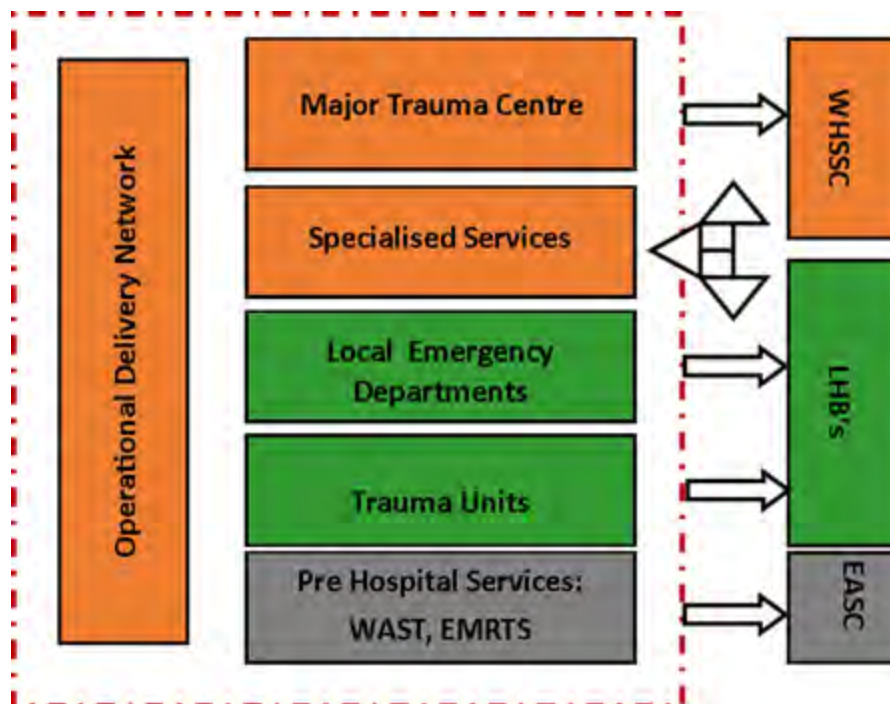 Operational Delivery Network
Major Trauma Centre
Specialised Services
Local Emergency
Departments
Trauma Units
Pre Hospital Services:
WAST, EMRTS
WHSSC
LHB's
EASC